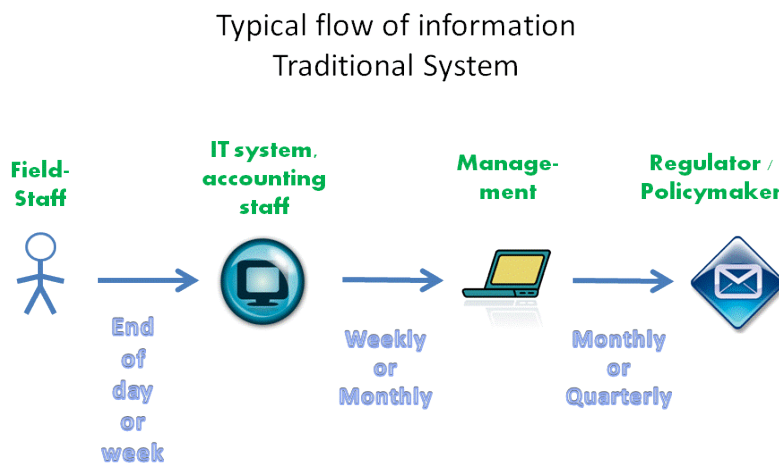 Typical flow of information
Traditional System
Field-
Staff
IT system,
accounting
staff
Manage-
ment
Regulator /
Policymaker
End
of
day
or
week
Weekly
or
Monthly
Monthly
or
Quarterly